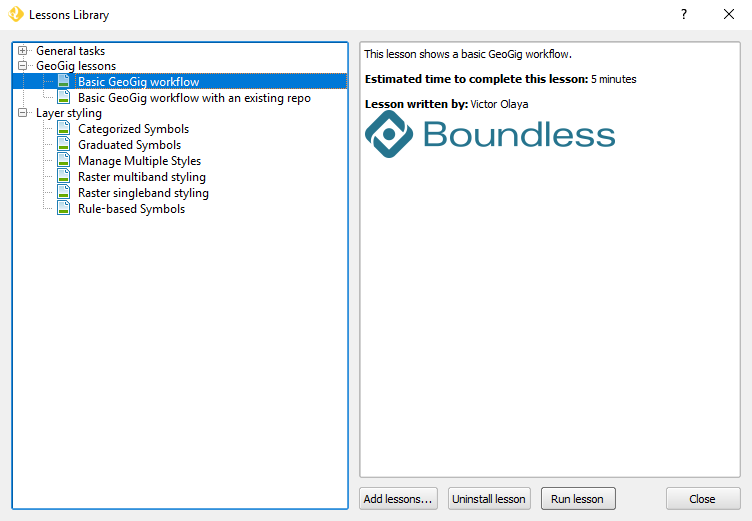 Lessons Library
?
General tasks
GeoGig lessons
Basic GeoGig workflow
Basic GeoGig workflow with an existing repo
Layer styling
Categorized Symbols
Graduated Symbols
Manage Multiple Styles
Raster multiband styling
Raster singleband styling
Rule-based Symbols
This lesson shows a basic GeoGig workflow.
Estimated time to complete this lesson: 5 minutes
Lesson written by: Victor Olaya
Boundless
Add lessons...
Uninstall lesson
Run lesson
Close